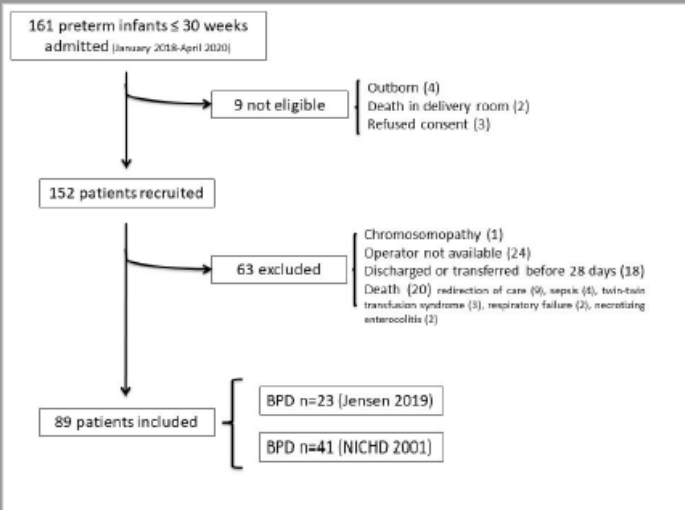 161 preterm infants ≤ 30 weeks
admitted (January 2018-April 2020)
9 not eligible
Outborn (4)
Death in delivery room (2)
Refused consent (3)
152 patients recruited
63 excluded
Chromosomopathy (1)
Operator not available (24)
Discharged or transferred before 28 days (18)
Death (20) redirection of care (9), sepsis (4), twin-twin
transfusion syndrome (3), respiratory failure (2), necrotizing
enterocolitis (2)
89 patients included
BPD n=23 (Jensen 2019)
BPD n=41 (NICHD 2001)